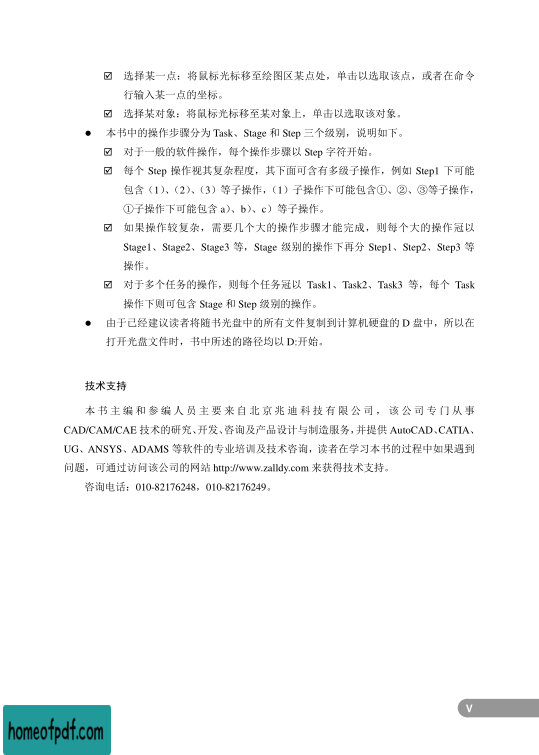 ☑ 选择某一点：将鼠标光标移至绘图区某点处，单击以选取该点，或者在命令
行输入某一点的坐标。
☑ 选择某对象：将鼠标光标移至某对象上，单击以选取该对象。
● 本书中的操作步骤分为 Task、Stage 和 Step 三个级别，说明如下。
☑ 对于一般的软件操作，每个操作步骤以 Step 字符开始。
☑ 每个 Step 操作视其复杂程度，其下面可含有多级子操作，例如 Step1 下可能
包含（1）、（2）、（3）等子操作，（1）子操作下可能包含①、②、③等子操作，
①子操作下可能包含 a）、b）、c）等子操作。
☑ 如果操作较复杂，需要几个大的操作步骤才能完成，则每个大的操作冠以
Stage1、Stage2、Stage3 等，Stage 级别的操作下再分 Step1、Step2、Step3 等
操作。
☑ 对于多个任务的操作，则每个任务冠以 Task1、Task2、Task3 等，每个 Task
操作下则可包含 Stage 和 Step 级别的操作。
● 由于已经建议读者将随书光盘中的所有文件复制到计算机硬盘的 D 盘中，所以在
打开光盘文件时，书中所述的路径均以 D:开始。
技术支持
本书主编和参编人员主要来自北京兆迪科技有限公司，该公司专门从事
CAD/CAM/CAE 技术的研究、开发、咨询及产品设计与制造服务，并提供 AutoCAD、CATIA、
UG、ANSYS、ADAMS 等软件的专业培训及技术咨询，读者在学习本书的过程中如果遇到
问题，可通过访问该公司的网站 http://www.zalldy.com 来获得技术支持。
咨询电话：010-82176248，010-82176249。
V
homeofpdf.com